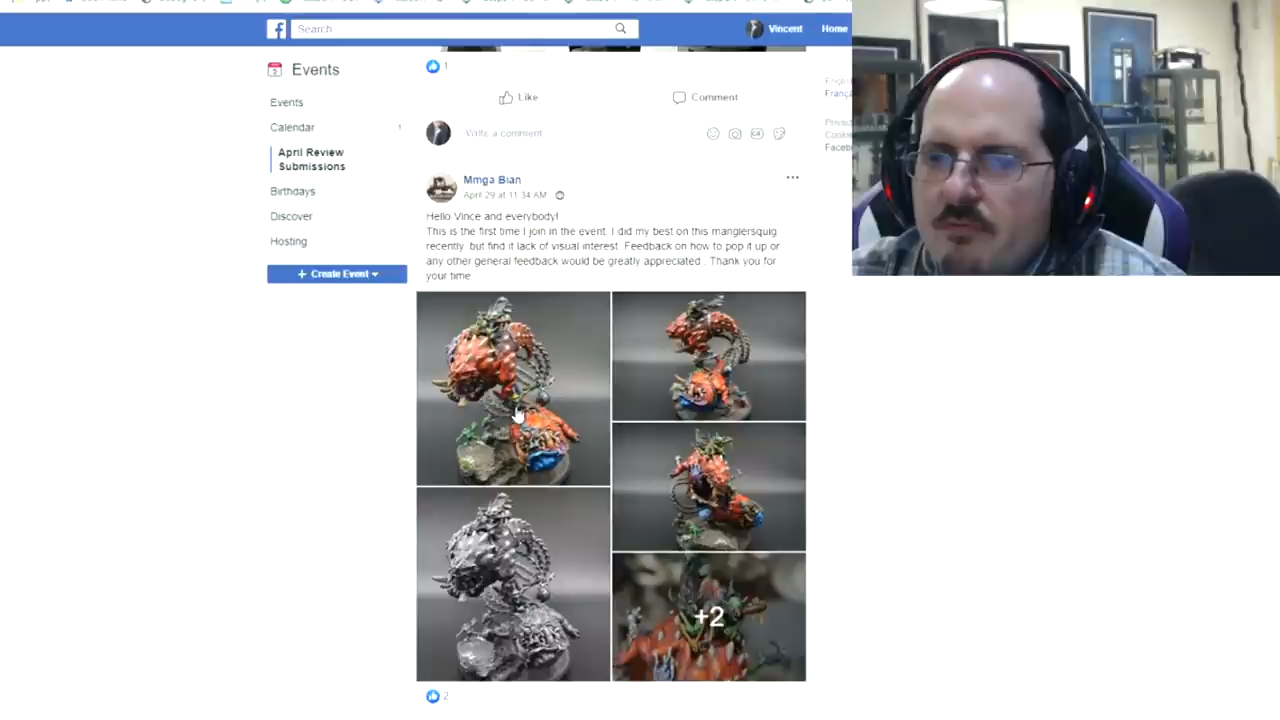 Search
Vincent
Home
Events
1
Events
Like
Comment
Calendar
1
Write a comment
April Review
Submissions
Mmga Bian
April 29 at 11:34 AM
Birthdays
Hello Vince and everybody!
Discover
This is the first time I join in the event. I did my best on this manglersquig
recently, but find it lack of visual interest. Feedback on how to pop it up or
Hosting
any other general feedback would be greatly appreciated . Thank you for
your time
+ Create Event
+2
2